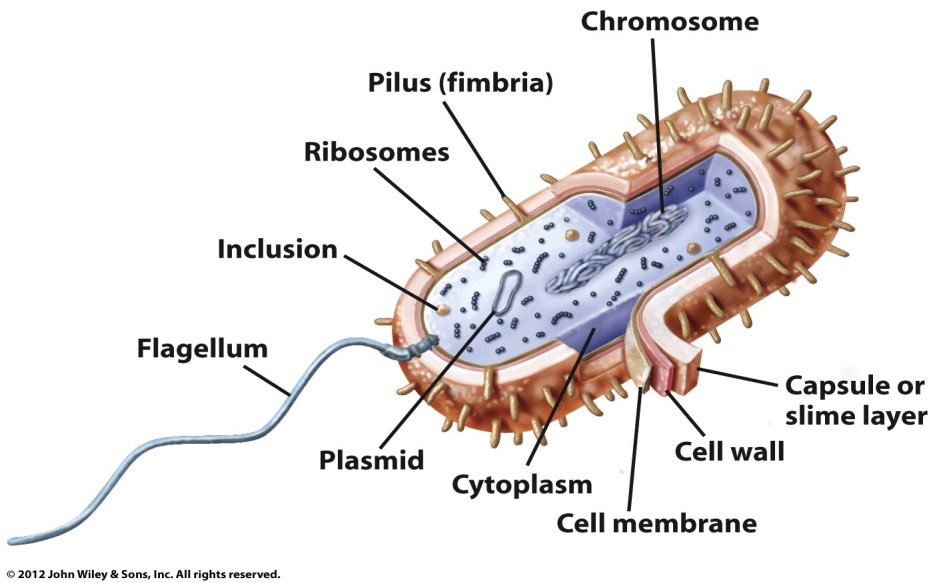 Chromosome
Pilus (fimbria)
Ribosomes
Inclusion
Flagellum
Capsule or
slime layer
Cell wall
Plasmid
Cytoplasm
Cell membrane
© 2012 John Wiley & Sons, Inc. All rights reserved.